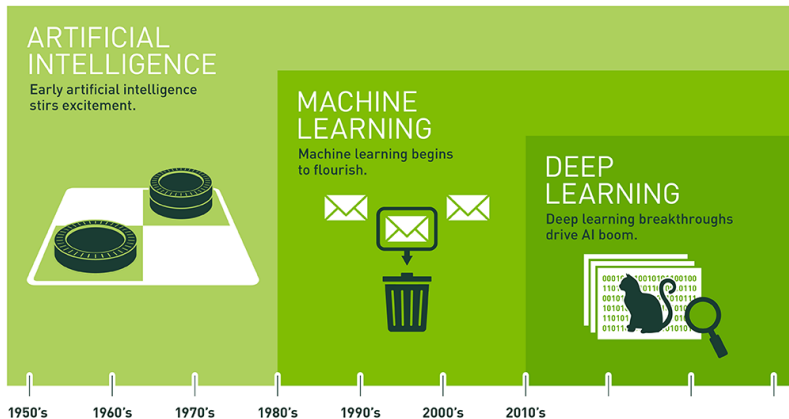 ARTIFICIAL
INTELLIGENCE
Early artificial intelligence
stirs excitement.
MACHINE
LEARNING
Machine learning begins
to flourish.
DEEP
LEARNING
Deep learning breakthroughs
drive AI boom.
1950's
1960's
1970's
1980's
1990's
2000's
2010's